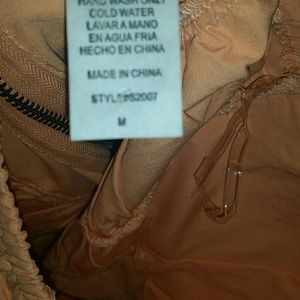 HAND WASH ONLY
COLD WATER
LAVAR A MANO
EN AGUA FRIA
HECHO EN CHINA
MADE IN CHINA
STYLE#S2007
M